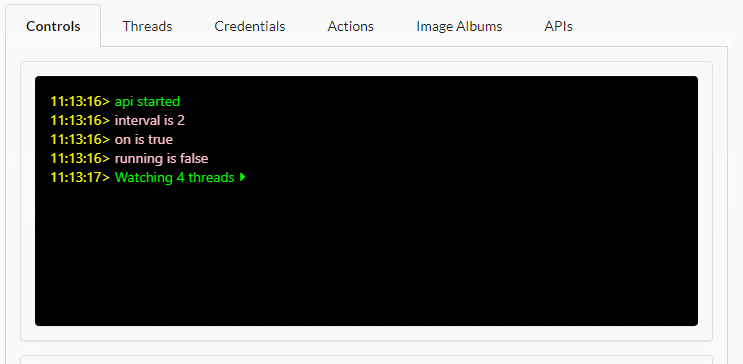 Controls Threads Credentials Actions Image Albums APIs
11:13:16> api started
11:13:16> interval is 2
11:13:16> on is true
11:13:16> running is false
11:13:17> Watching 4 threads